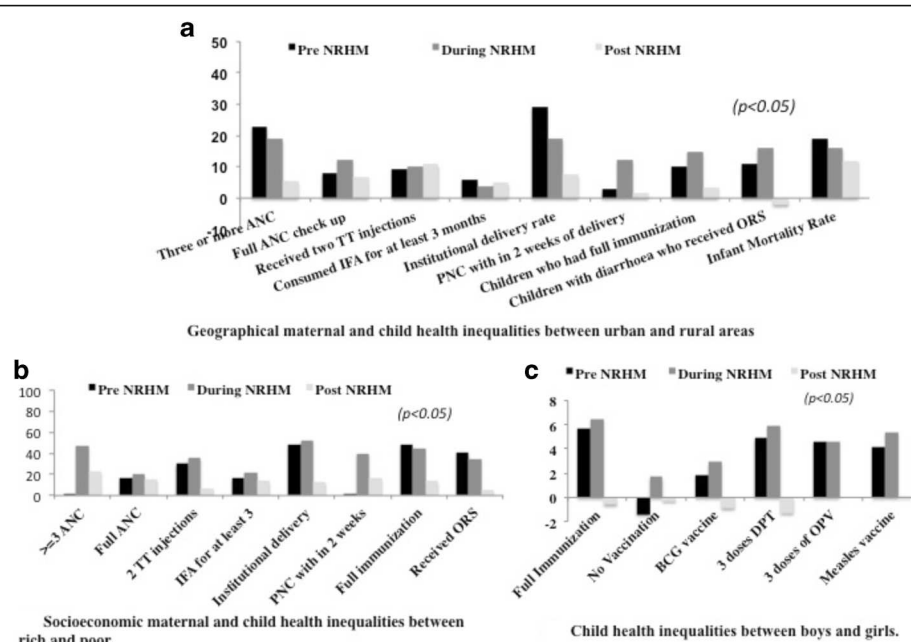 a
Pre NRHM During NRHM Post NRHM
50
40
30
20
10
0
-10
(p<0.05)
Three or more ANC
Full ANC check up
Received two TT injections
Consumed IFA for at least 3 months
Institutional delivery rate
PNC with in 2 weeks of delivery
Children who had full immunization
Children with diarrhoea who received ORS
Infant Mortality Rate
Geographical maternal and child health inequalities between urban and rural areas
b
Pre NRHM During NRHM Post NRHM
100
80
60
40
20
0
(p<0.05)
>=3 ANC
Full ANC
2 TT injections
IFA for at least 3
Institutional delivery
PNC with in 2 weeks
Full immunization
Received ORS
Socioeconomic maternal and child health inequalities between
rich and poor
c
Pre NRHM During NRHM Post NRHM
8
6
4
2
0
-2
(p<0.05)
Full Immunization
No Vaccination
BCG vaccine
3 doses DPT
3 doses of OPV
Measles vaccine
Child health inequalities between boys and girls.